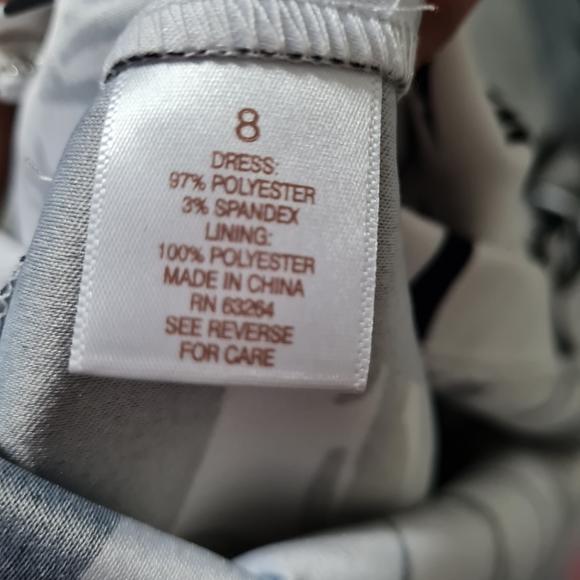 8
DRESS:
97% POLYESTER
3% SPANDEX
LINING:
100% POLYESTER
MADE IN CHINA
RN 63264
SEE REVERSE
FOR CARE